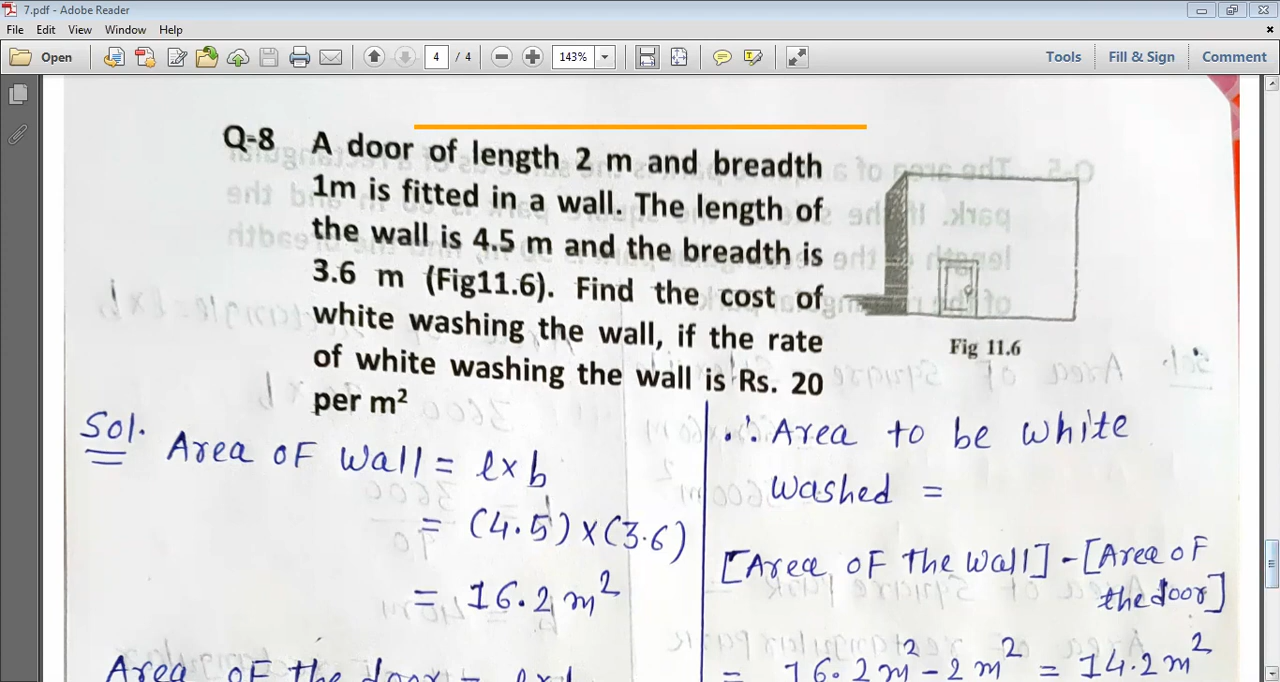 7.pdf - Adobe Reader
File Edit View Window Help
Open 4 / 4 143% Tools Fill & Sign Comment
Q-8 A door of length 2 m and breadth
1m is fitted in a wall. The length of
the wall is 4.5 m and the breadth is
3.6 m (Fig11.6). Find the cost of
white washing the wall, if the rate
of white washing the wall is Rs. 20
per m²
Fig 11.6
Sol. Area of wall = l×b
= (4.5)×(3.6)
= 16.2 m²
Area of the door = l×b
∴ Area to be white
washed =
[Area of the wall] - [Area of
the door]
= 16.2 m² - 2 m² = 14.2 m²